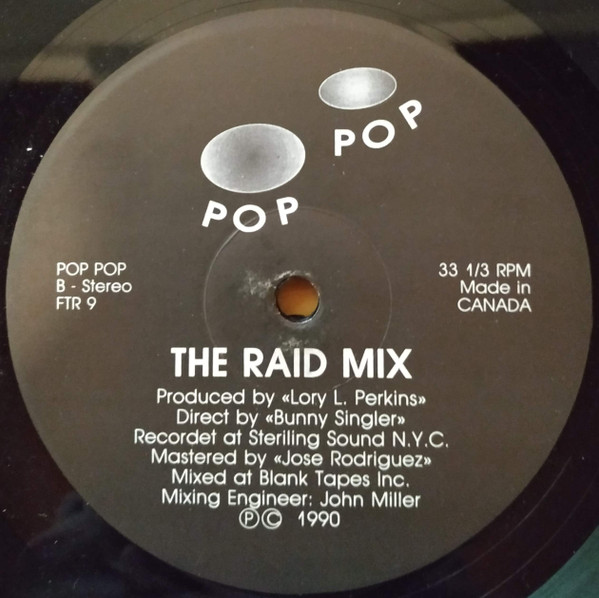 POP
POP
POP POP
B - Stereo
FTR 9
33 1/3 RPM
Made in
CANADA
THE RAID MIX
Produced by «Lory L. Perkins»
Direct by «Bunny Singler»
Recordet at Steriling Sound N.Y.C.
Mastered by «Jose Rodriguez»
Mixed at Blank Tapes Inc.
Mixing Engineer: John Miller
Ⓟ© 1990